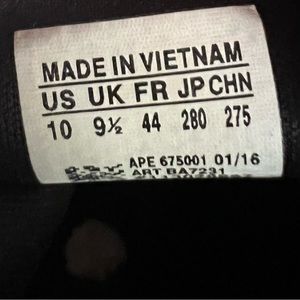 MADE IN VIETNAM
US UK FR JP CHN
10 9½ 44 280 275
APE 675001 01/16
ART BA7231